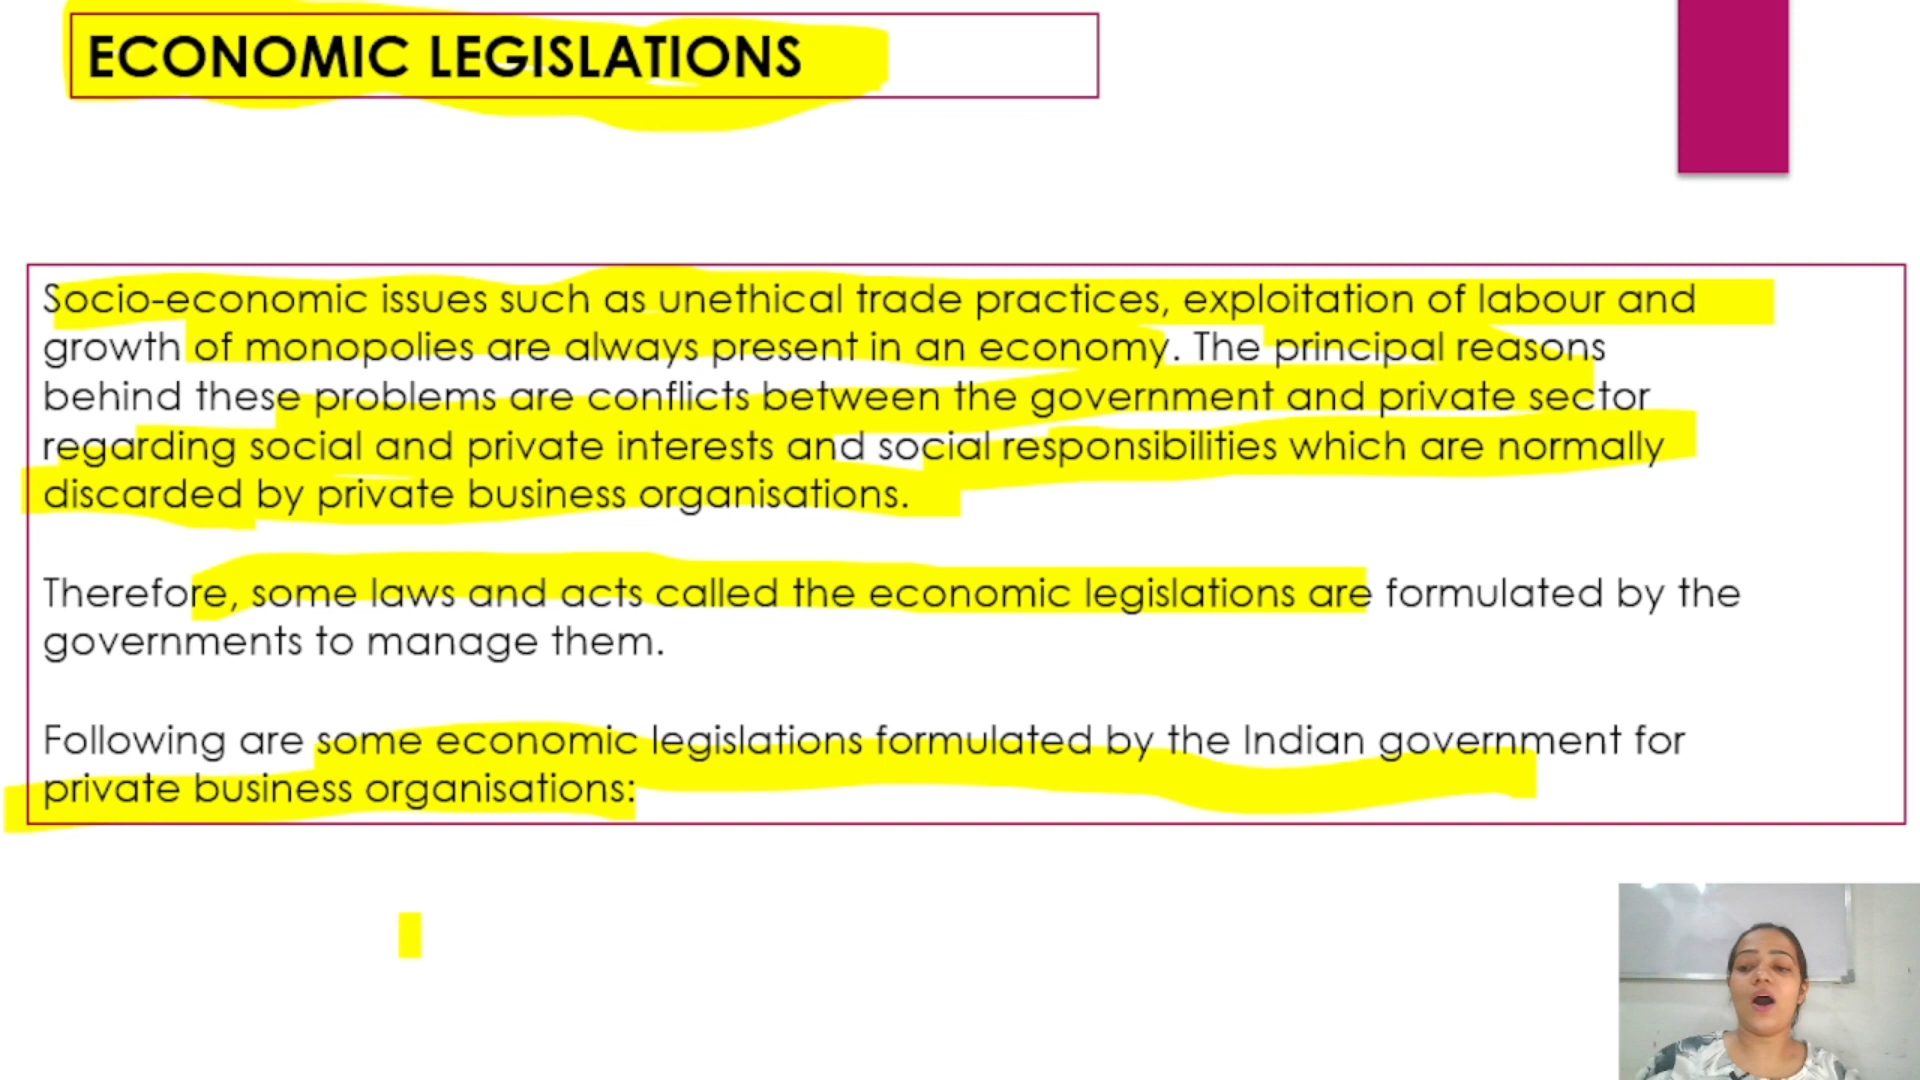 ECONOMIC LEGISLATIONS
Socio-economic issues such as unethical trade practices, exploitation of labour and
growth of monopolies are always present in an economy. The principal reasons
behind these problems are conflicts between the government and private sector
regarding social and private interests and social responsibilities which are normally
discarded by private business organisations.
Therefore, some laws and acts called the economic legislations are formulated by the
governments to manage them.
Following are some economic legislations formulated by the Indian government for
private business organisations: